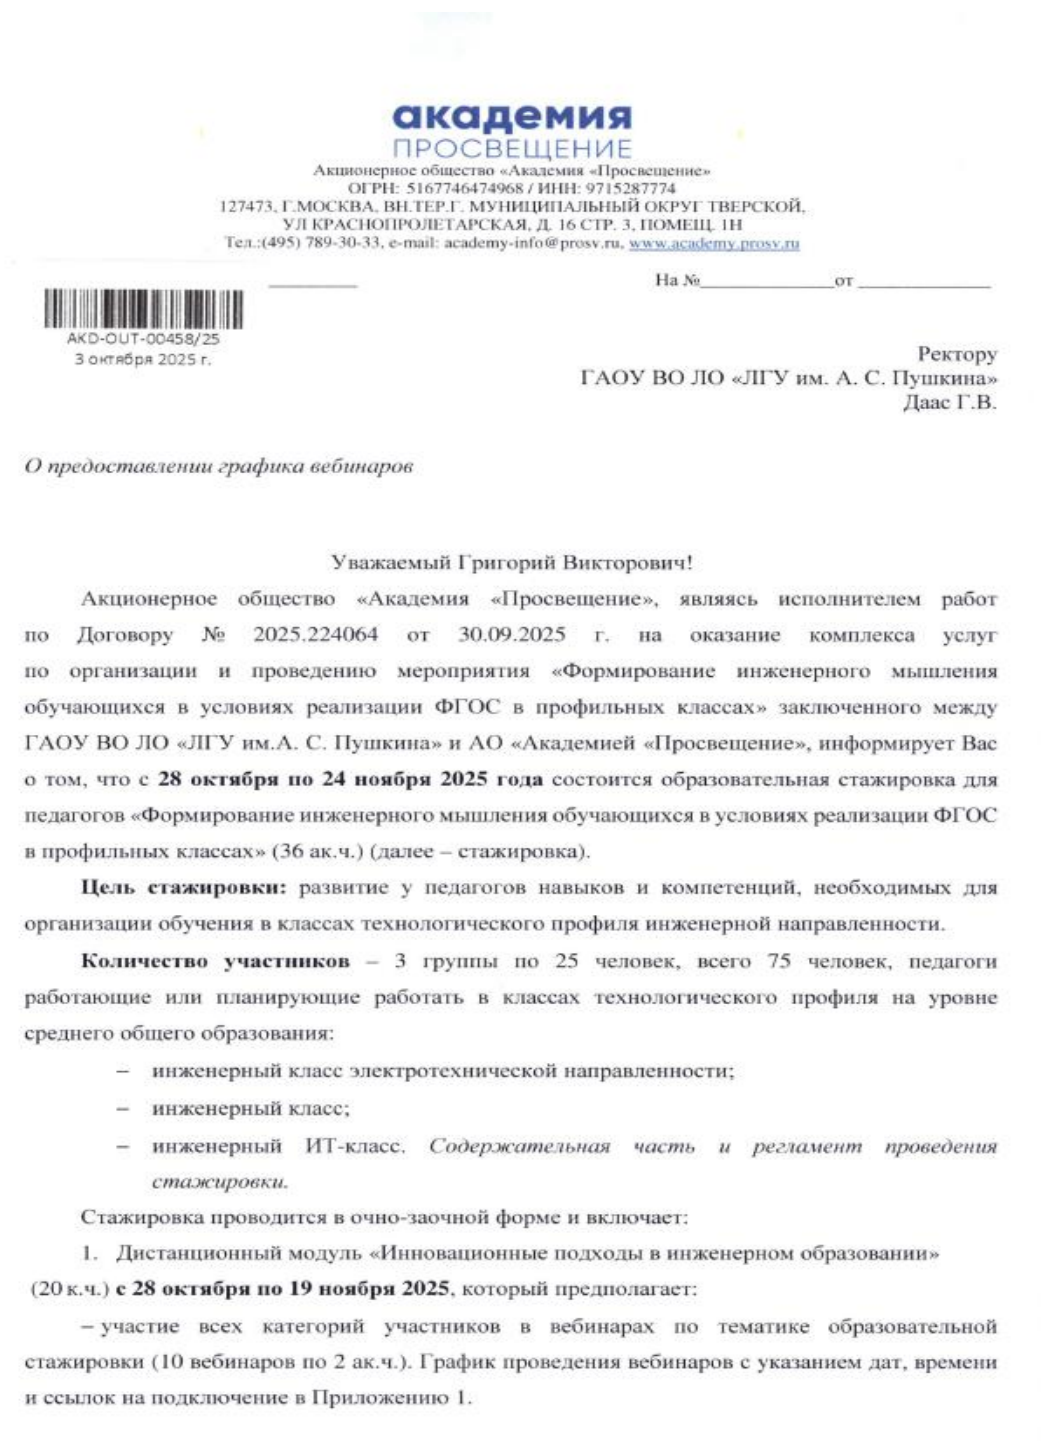 академия
ПРОСВЕЩЕНИЕ
Акционерное общество «Академия «Просвещение»
ОГРН: 5167746474968 / ИНН: 9715287774
127473, Г.МОСКВА, ВН.ТЕР.Г. МУНИЦИПАЛЬНЫЙ ОКРУГ ТВЕРСКОЙ,
УЛ КРАСНОПРОЛЕТАРСКАЯ, Д. 16 СТР. 3, ПОМЕЩ. 1Н
Тел.:(495) 789-30-33, e-mail: academy-info@prosv.ru, www.academy.prosv.ru
На №_______________от _______________
AKD-OUT-00458/25
3 октября 2025 г.
Ректору
ГАОУ ВО ЛО «ЛГУ им. А. С. Пушкина»
Даас Г.В.
О предоставлении графика вебинаров
Уважаемый Григорий Викторович!
Акционерное общество «Академия «Просвещение», являясь исполнителем работ
по Договору № 2025.224064 от 30.09.2025 г. на оказание комплекса услуг
по организации и проведению мероприятия «Формирование инженерного мышления
обучающихся в условиях реализации ФГОС в профильных классах» заключенного между
ГАОУ ВО ЛО «ЛГУ им.А. С. Пушкина» и АО «Академией «Просвещение», информирует Вас
о том, что с 28 октября по 24 ноября 2025 года состоится образовательная стажировка для
педагогов «Формирование инженерного мышления обучающихся в условиях реализации ФГОС
в профильных классах» (36 ак.ч.) (далее – стажировка).
Цель стажировки: развитие у педагогов навыков и компетенций, необходимых для
организации обучения в классах технологического профиля инженерной направленности.
Количество участников – 3 группы по 25 человек, всего 75 человек, педагоги
работающие или планирующие работать в классах технологического профиля на уровне
среднего общего образования:
– инженерный класс электротехнической направленности;
– инженерный класс;
– инженерный ИТ-класс. Содержательная часть и регламент проведения
стажировки.
Стажировка проводится в очно-заочной форме и включает:
1. Дистанционный модуль «Инновационные подходы в инженерном образовании»
(20 к.ч.) с 28 октября по 19 ноября 2025, который предполагает:
– участие всех категорий участников в вебинарах по тематике образовательной
стажировки (10 вебинаров по 2 ак.ч.). График проведения вебинаров с указанием дат, времени
и ссылок на подключение в Приложению 1.